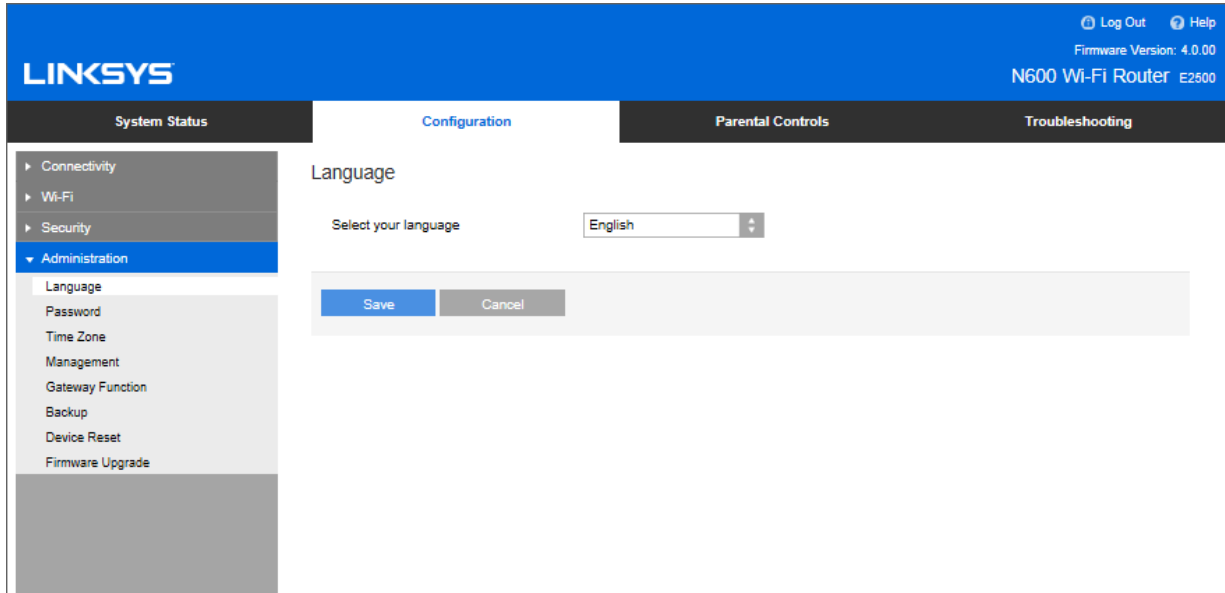 Log Out Help
Firmware Version: 4.0.00
LINKSYS
N600 Wi-Fi Router E2500
System Status Configuration Parental Controls Troubleshooting
Connectivity
Wi-Fi
Security
Administration
Language
Password
Time Zone
Management
Gateway Function
Backup
Device Reset
Firmware Upgrade
Language
Select your language English
Save Cancel